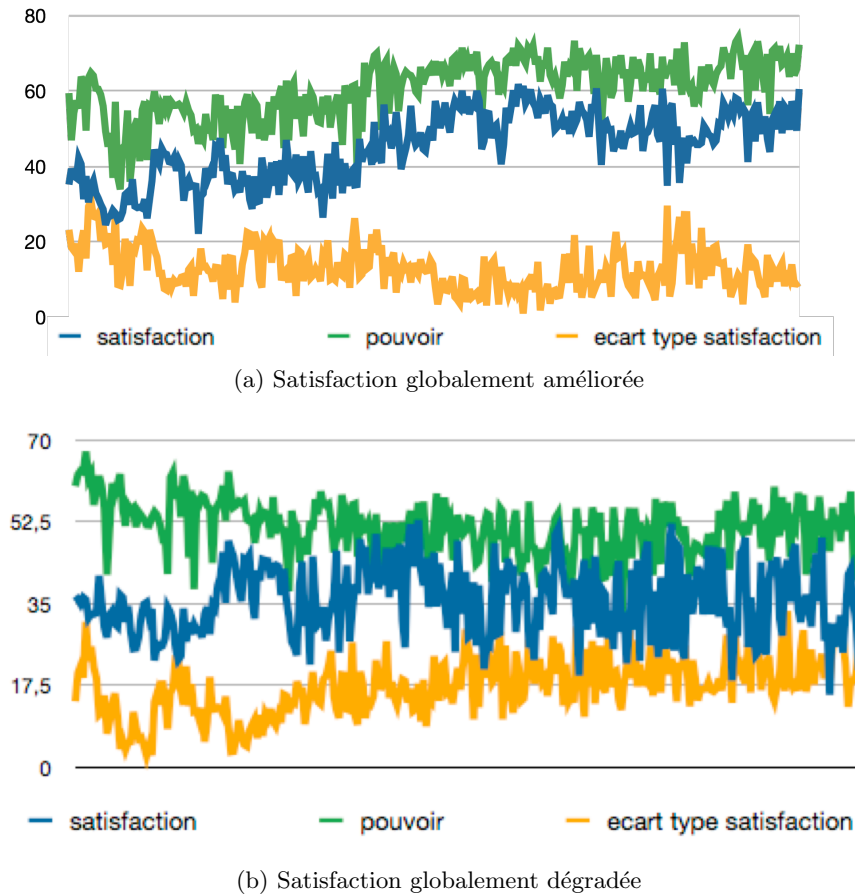 80
60
40
20
0
satisfaction pouvoir ecart type satisfaction
(a) Satisfaction globalement améliorée
70
52,5
35
17,5
0
satisfaction pouvoir ecart type satisfaction
(b) Satisfaction globalement dégradée